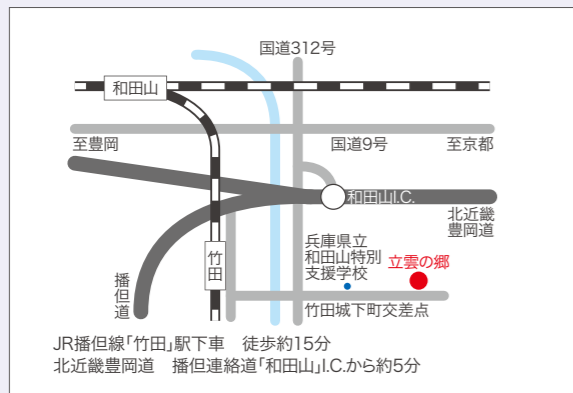 国道312号
和田山
国道9号
至豊岡
至京都
和田山I.C.
北近畿
豊岡道
兵庫県立
和田山特別
支援学校
立雲の郷
竹田
播但道
竹田城下町交差点
JR播但線「竹田」駅下車　徒歩約15分
北近畿豊岡道　播但連絡道「和田山」I.C.から約5分